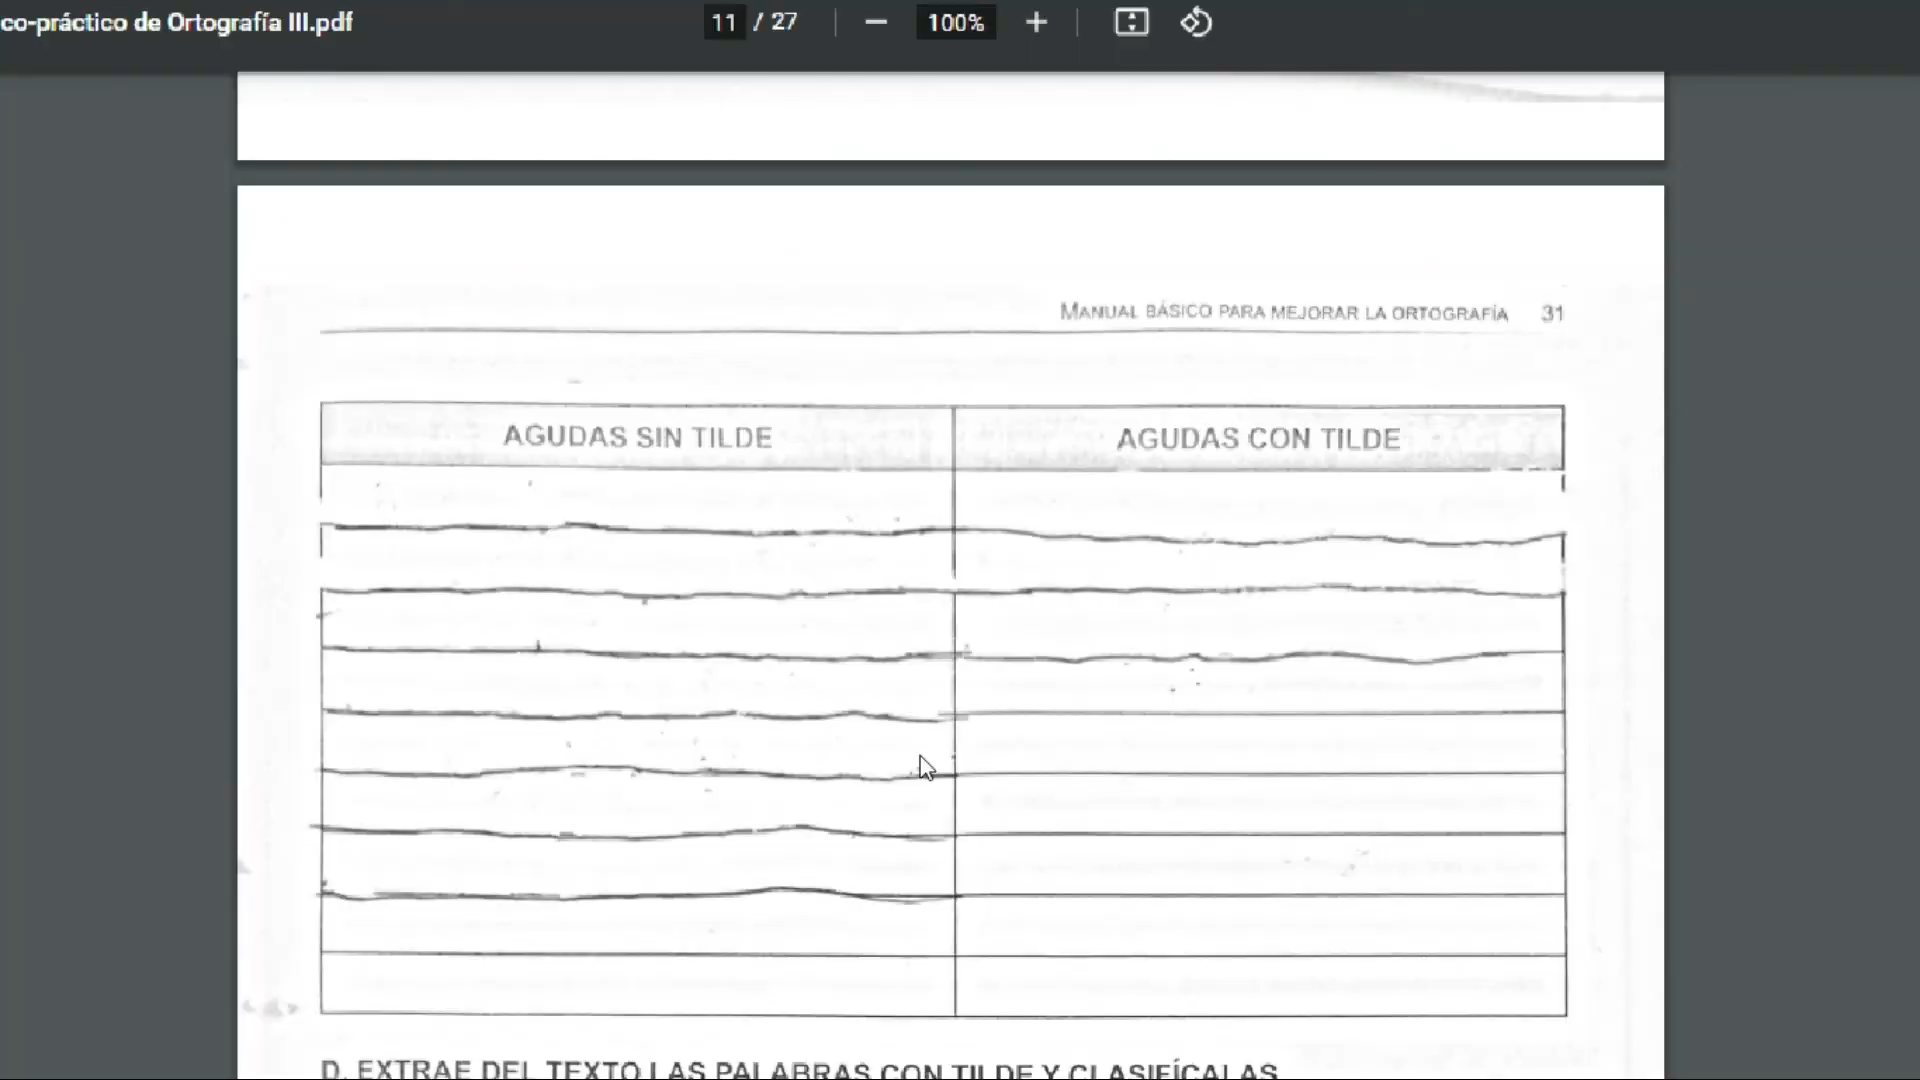 co-práctico de Ortografía III.pdf
11 / 27
100%
MANUAL BÁSICO PARA MEJORAR LA ORTOGRAFÍA 31
AGUDAS SIN TILDE
AGUDAS CON TILDE
D. EXTRAE DEL TEXTO LAS PALABRAS CON TILDE Y CLASIFÍCALAS